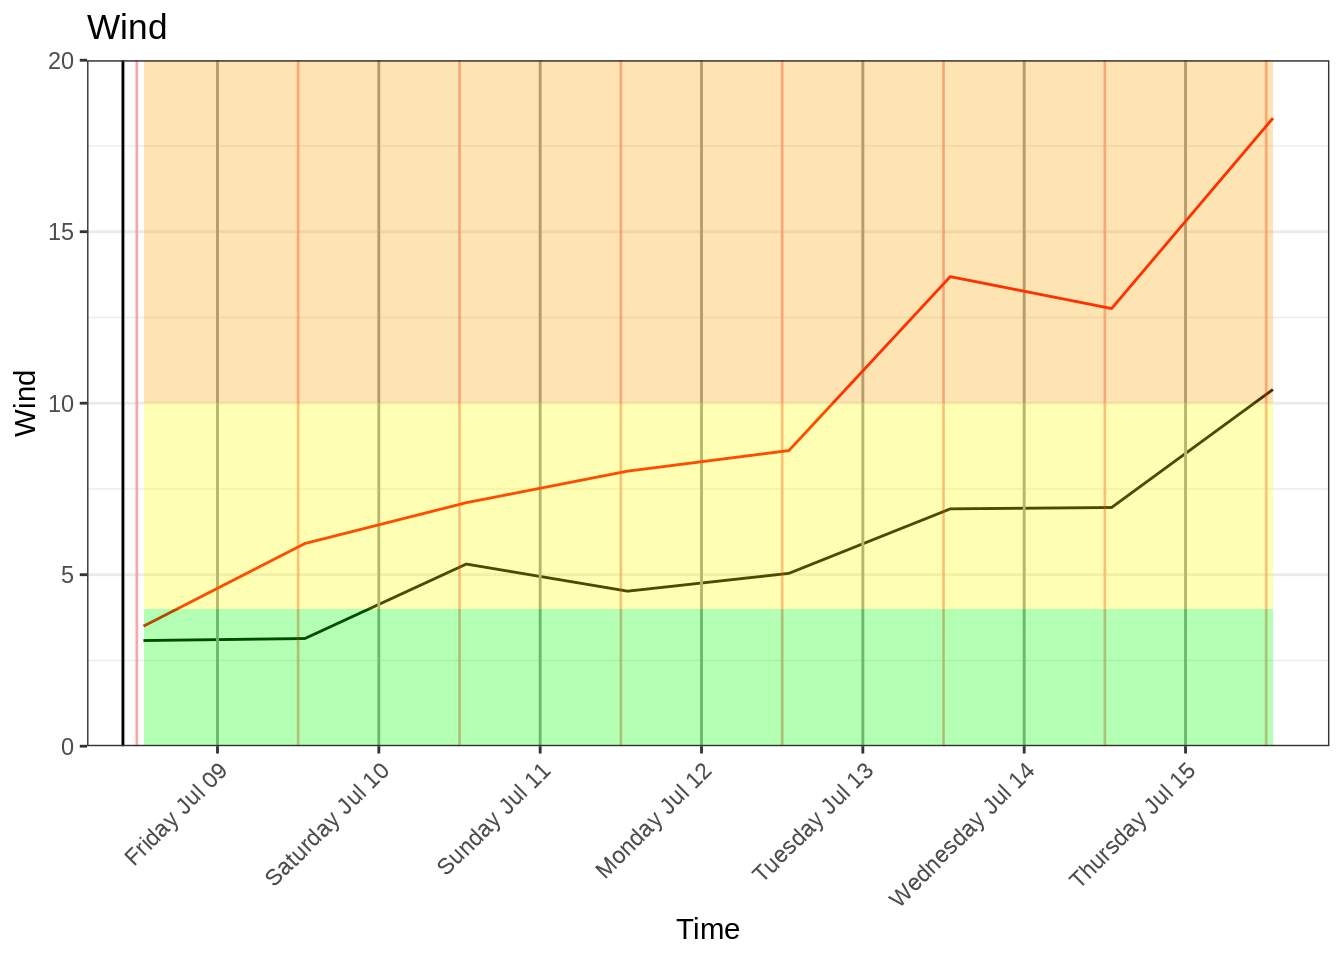 Wind
20
15
10
5
0
Wind
Friday Jul 09
Saturday Jul 10
Sunday Jul 11
Monday Jul 12
Tuesday Jul 13
Wednesday Jul 14
Thursday Jul 15
Time